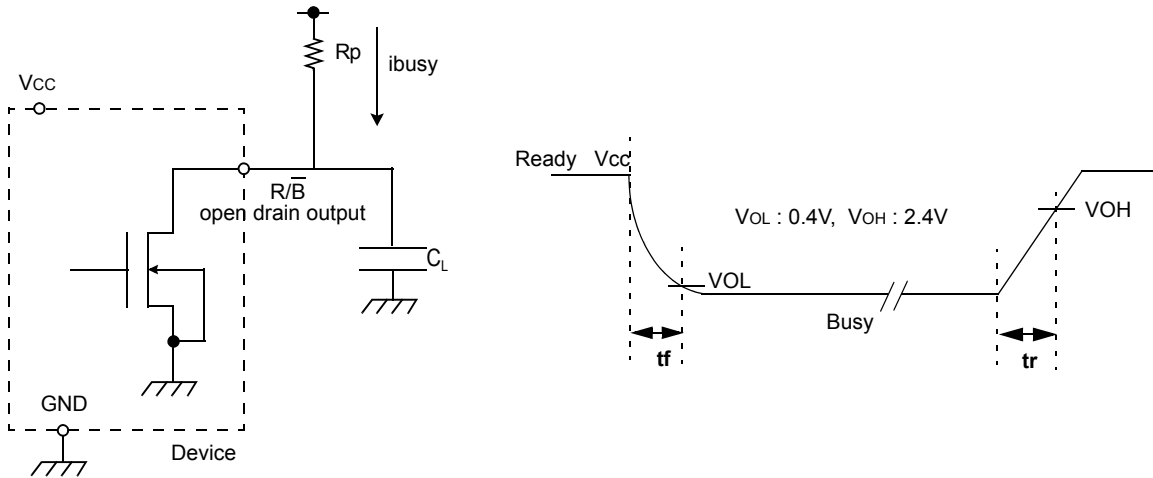 Rp
ibusy
VCC
R/B̅
open drain output
CL
GND
Device
Ready Vcc
VOL : 0.4V, VOH : 2.4V
VOH
VOL
Busy
tf
tr